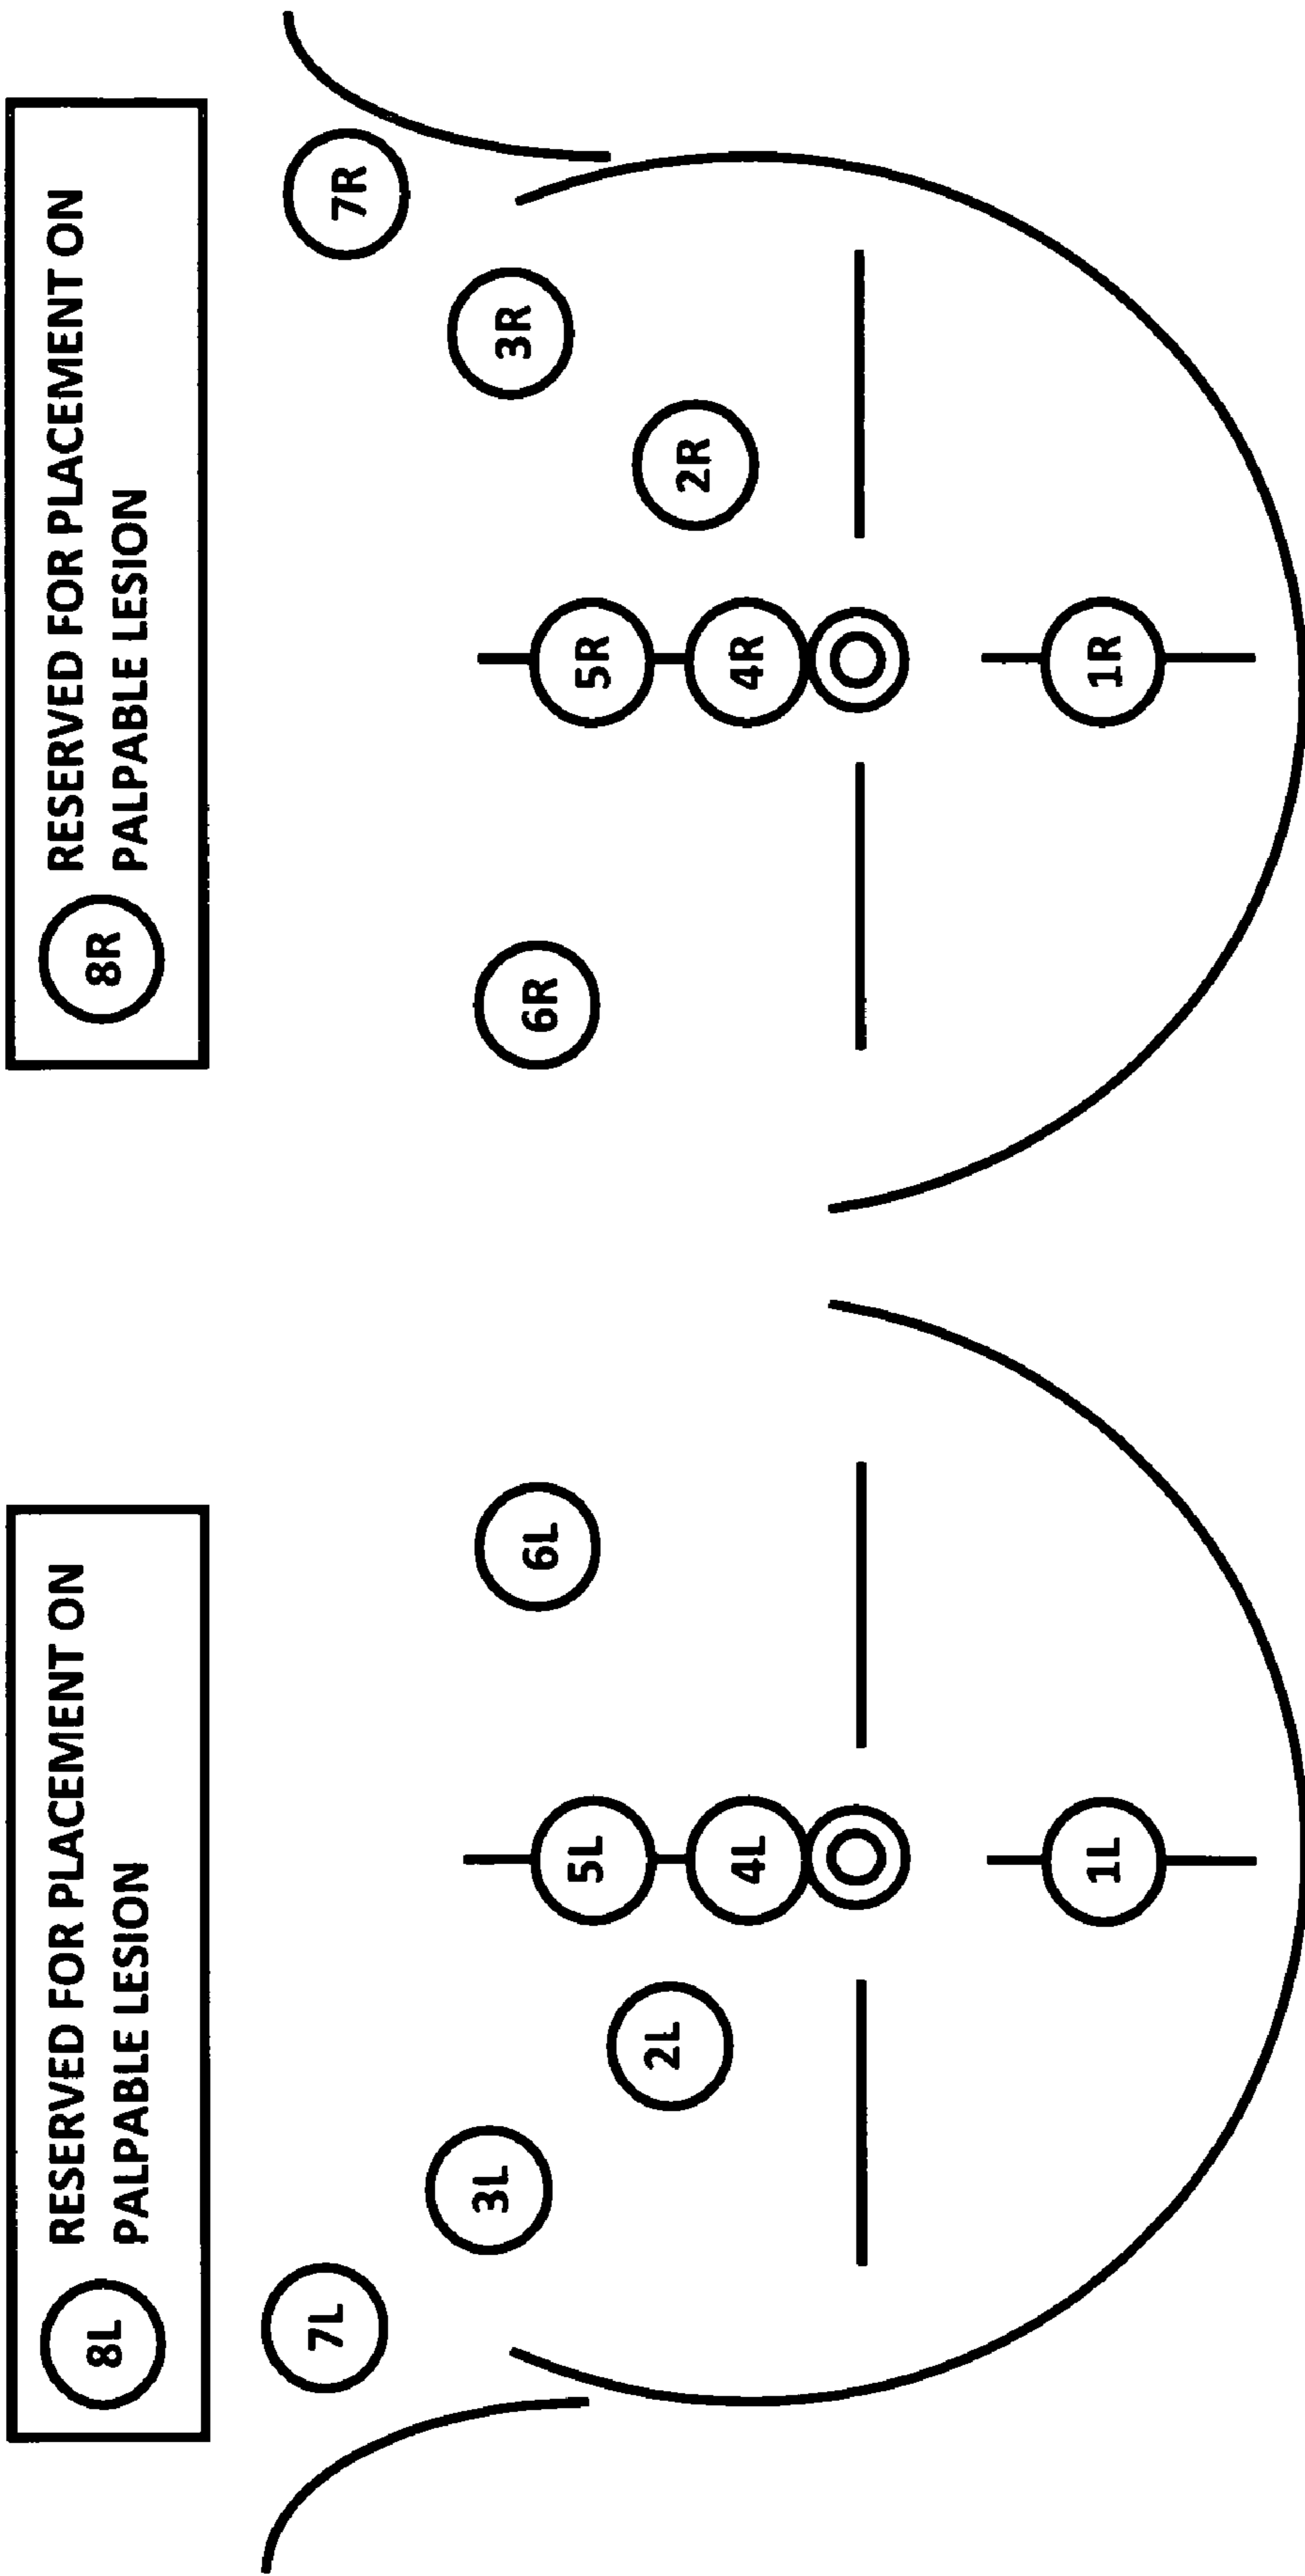 8L RESERVED FOR PLACEMENT ON
PALPABLE LESION
8R RESERVED FOR PLACEMENT ON
PALPABLE LESION
7L
7R
3L
3R
6L
6R
5L
5R
2L
2R
4L
4R
1L
1R